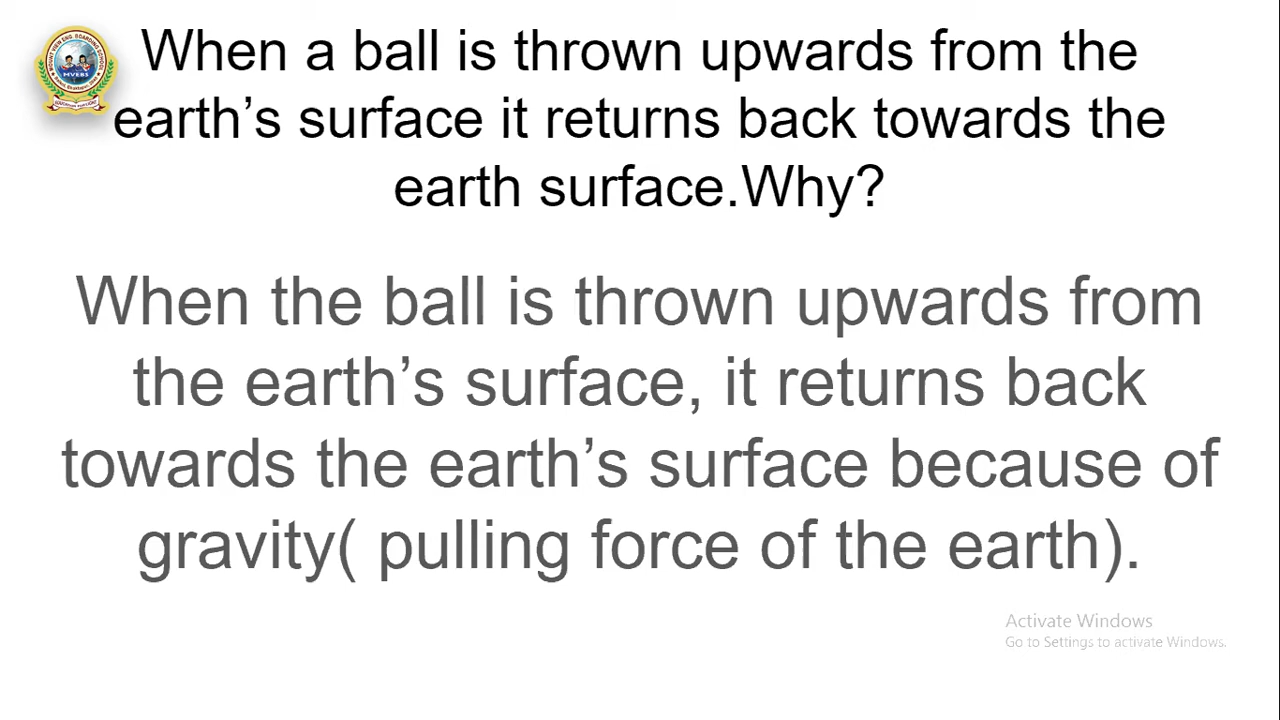 When a ball is thrown upwards from the
earth’s surface it returns back towards the
earth surface.Why?
When the ball is thrown upwards from
the earth’s surface, it returns back
towards the earth’s surface because of
gravity( pulling force of the earth).
MVEBS
Activate Windows
Go to Settings to activate Windows.